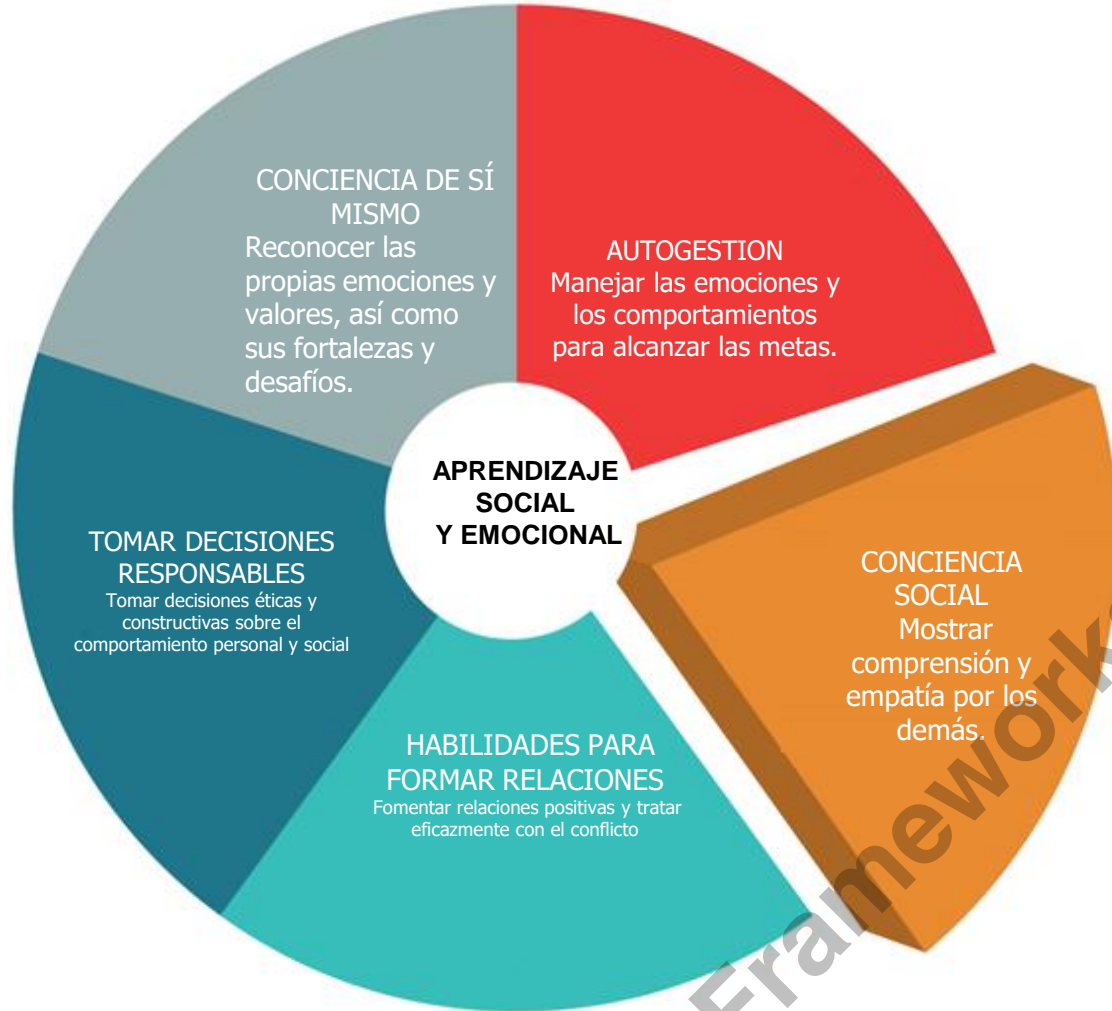 CONCIENCIA DE SÍ
MISMO
Reconocer las
propias emociones y
valores, así como
sus fortalezas y
desafíos.
AUTOGESTION
Manejar las emociones y
los comportamientos
para alcanzar las metas.
APRENDIZAJE
SOCIAL
Y EMOCIONAL
CONCIENCIA
SOCIAL
Mostrar
comprensión y
empatía por los
demás.
TOMAR DECISIONES
RESPONSABLES
Tomar decisiones éticas y
constructivas sobre el
comportamiento personal y social
HABILIDADES PARA
FORMAR RELACIONES
Fomentar relaciones positivas y tratar
eficazmente con el conflicto
Framework